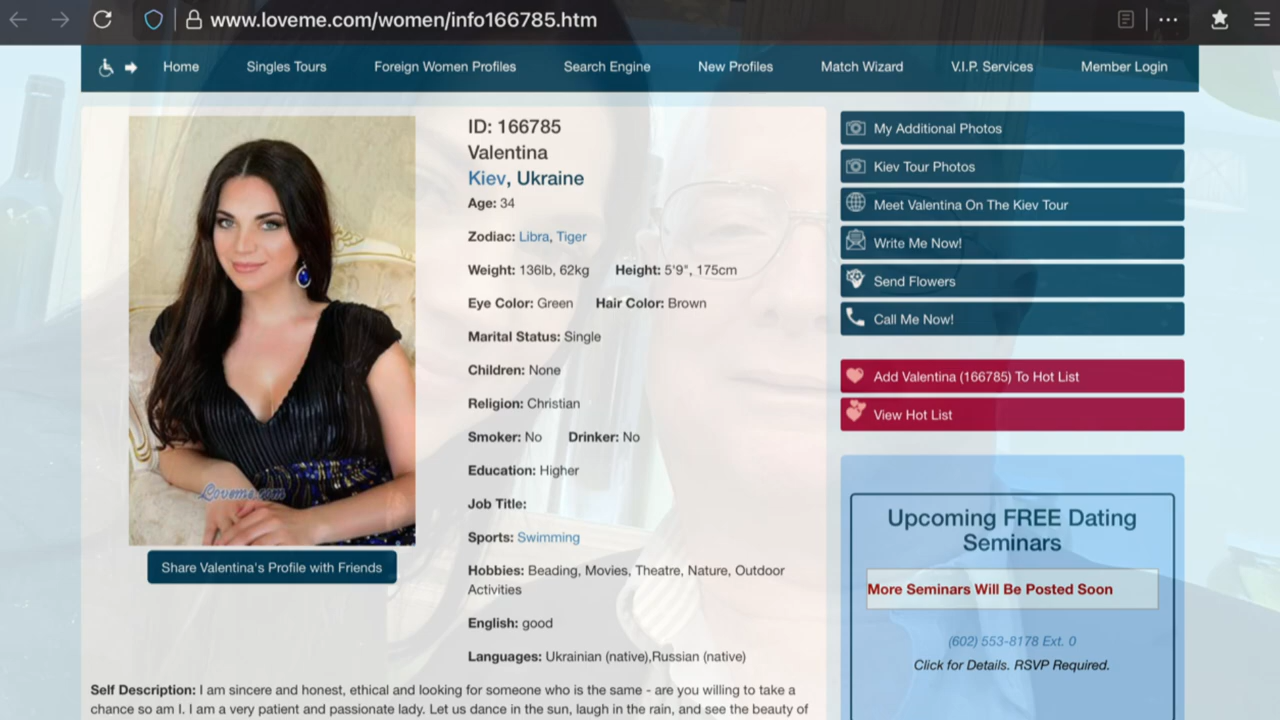 www.loveme.com/women/info166785.htm
Home Singles Tours Foreign Women Profiles Search Engine New Profiles Match Wizard V.I.P. Services Member Login
ID: 166785
Valentina
Kiev, Ukraine
Age: 34
Zodiac: Libra, Tiger
Weight: 136lb, 62kg Height: 5'9", 175cm
Eye Color: Green Hair Color: Brown
Marital Status: Single
Children: None
Religion: Christian
Smoker: No Drinker: No
Education: Higher
Job Title:
Sports: Swimming
Hobbies: Beading, Movies, Theatre, Nature, Outdoor
Activities
English: good
Languages: Ukrainian (native),Russian (native)
Loveme.com
Share Valentina's Profile with Friends
Self Description: I am sincere and honest, ethical and looking for someone who is the same - are you willing to take a
chance so am I. I am a very patient and passionate lady. Let us dance in the sun, laugh in the rain, and see the beauty of
My Additional Photos
Kiev Tour Photos
Meet Valentina On The Kiev Tour
Write Me Now!
Send Flowers
Call Me Now!
Add Valentina (166785) To Hot List
View Hot List
Upcoming FREE Dating
Seminars
More Seminars Will Be Posted Soon
(602) 553-8178 Ext. 0
Click for Details. RSVP Required.